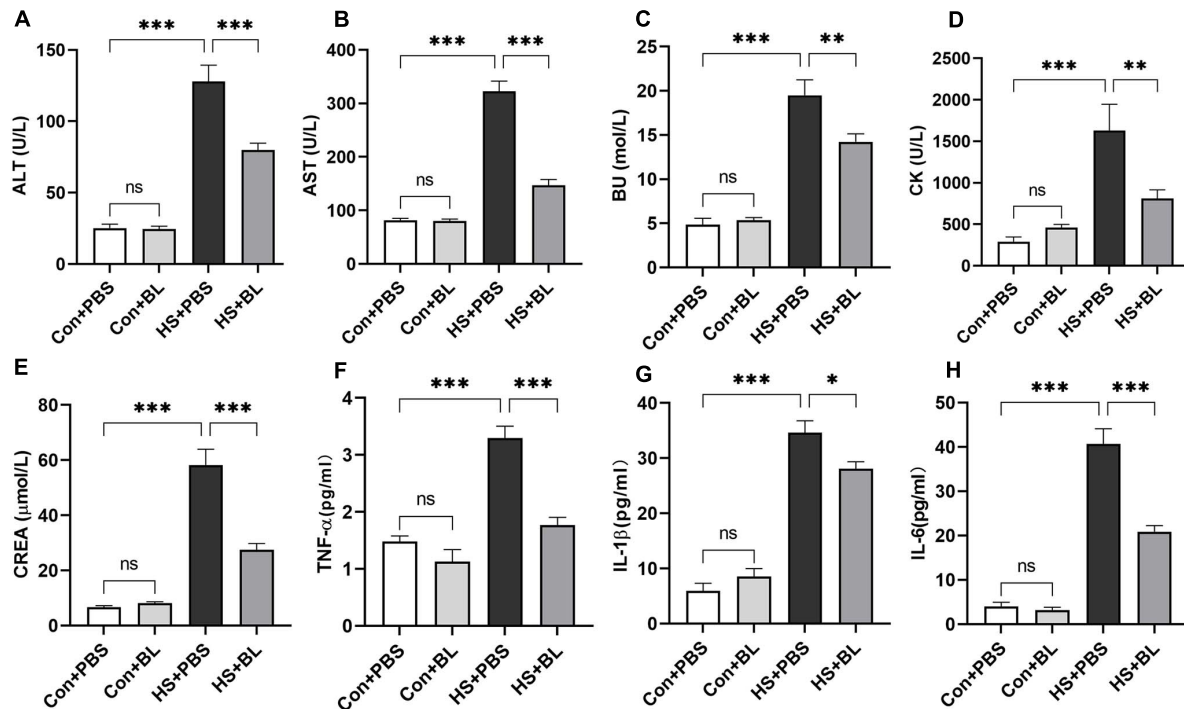 A
ALT (U/L)
150
100
50
0
ns
***
***
Con+PBS
Con+BL
HS+PBS
HS+BL
B
AST (U/L)
400
300
200
100
0
ns
***
***
Con+PBS
Con+BL
HS+PBS
HS+BL
C
BU (mol/L)
25
20
15
10
5
0
ns
***
**
Con+PBS
Con+BL
HS+PBS
HS+BL
D
CK (U/L)
2500
2000
1500
1000
500
0
ns
***
**
Con+PBS
Con+BL
HS+PBS
HS+BL
E
CREA (μmol/L)
80
60
40
20
0
ns
***
***
Con+PBS
Con+BL
HS+PBS
HS+BL
F
TNF-α(pg/ml)
4
3
2
1
0
ns
***
***
Con+PBS
Con+BL
HS+PBS
HS+BL
G
IL-1β(pg/ml)
40
30
20
10
0
ns
***
*
Con+PBS
Con+BL
HS+PBS
HS+BL
H
IL-6(pg/ml)
50
40
30
20
10
0
ns
***
***
Con+PBS
Con+BL
HS+PBS
HS+BL